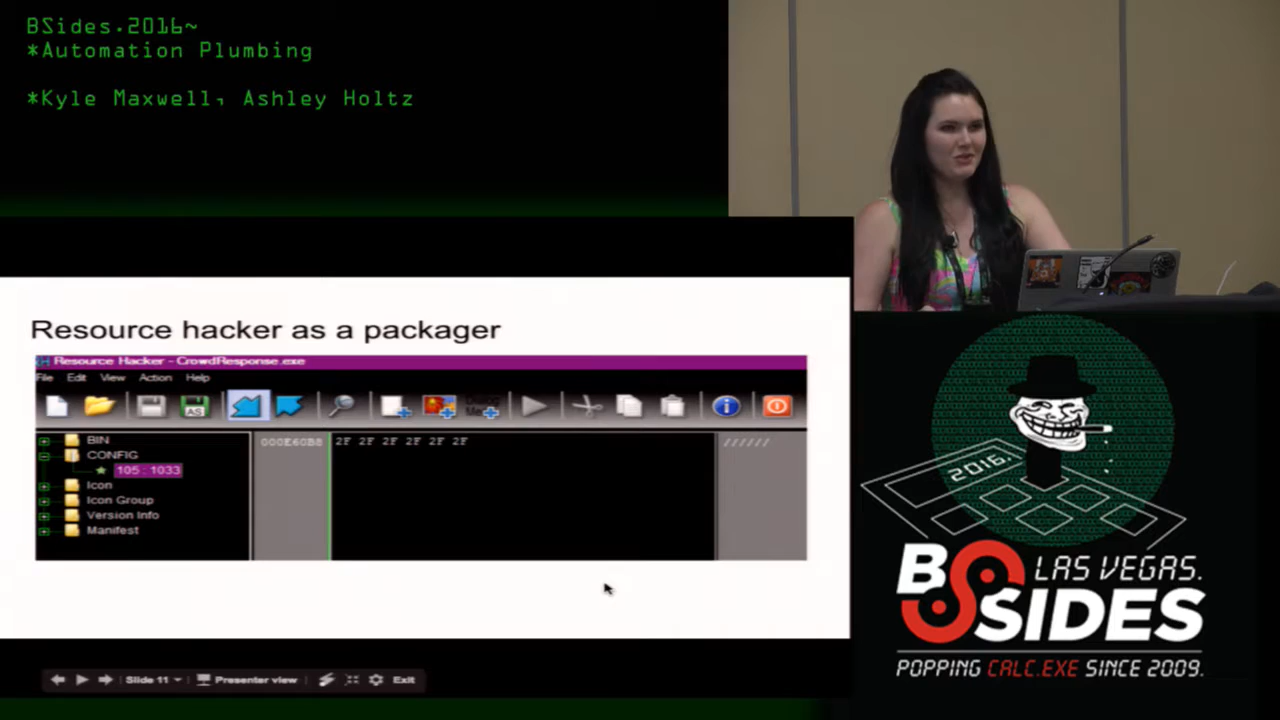 BSides.2016~
*Automation Plumbing
*Kyle Maxwell, Ashley Holtz
Resource hacker as a packager
Resource Hacker - CrowdResponse.exe
File Edit View Action Help
AS
BIN
CONFIG
105 : 1033
Icon
Icon Group
Version Info
Manifest
000E60B8 2F 2F 2F 2F 2F 2F //////
Slide 11 Presenter view Exit
2016.
BSIDES
LAS VEGAS.
POPPING CALC.EXE SINCE 2009.